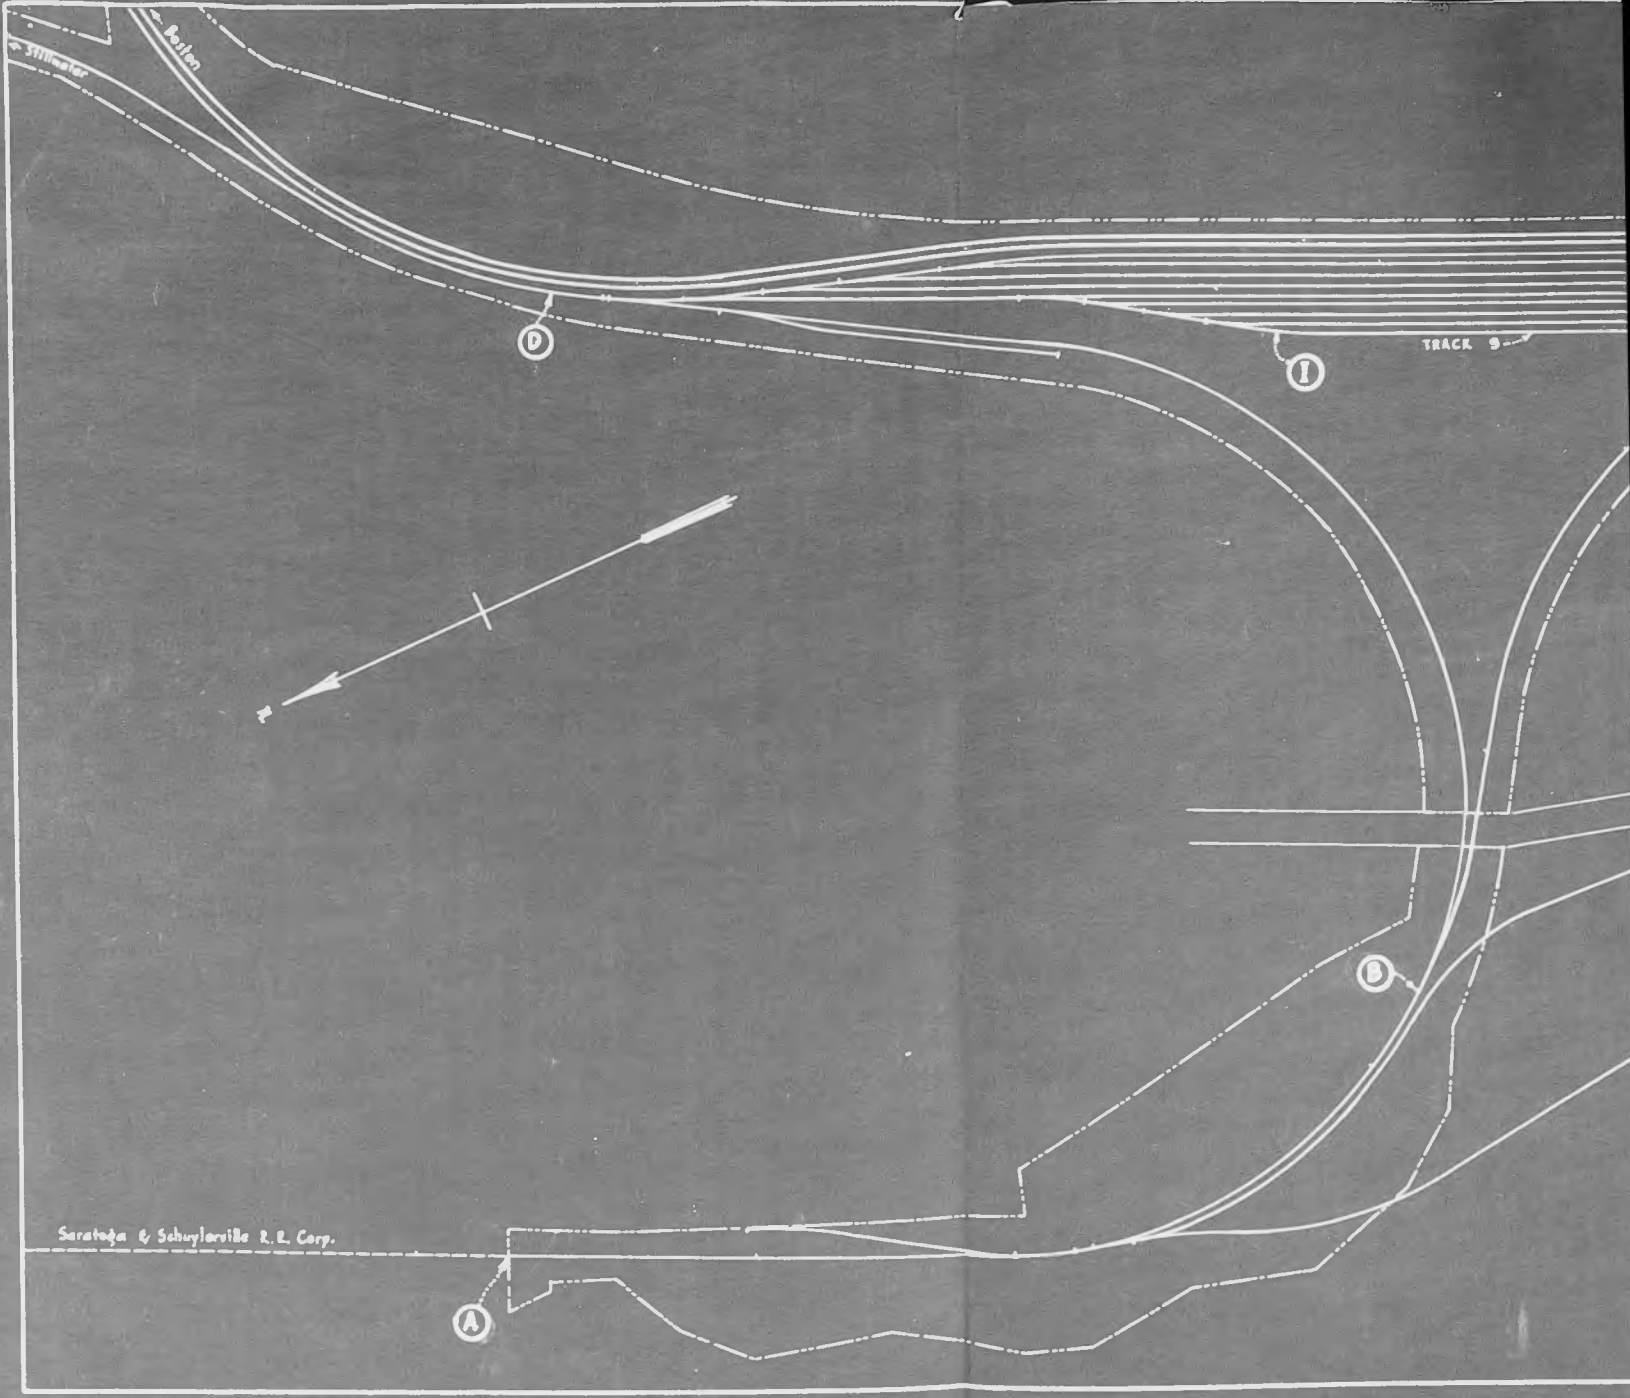 Boston
Stillwater
D
I
TRACK 9
B
Saratoga & Schuylerville R.R. Corp.
A